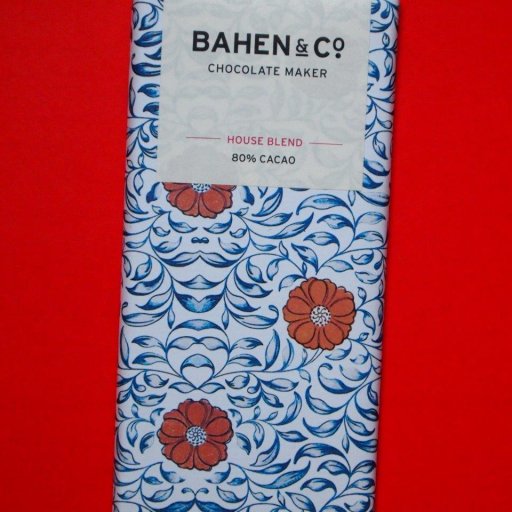 BAHEN & Co
CHOCOLATE MAKER
HOUSE BLEND
80% CACAO